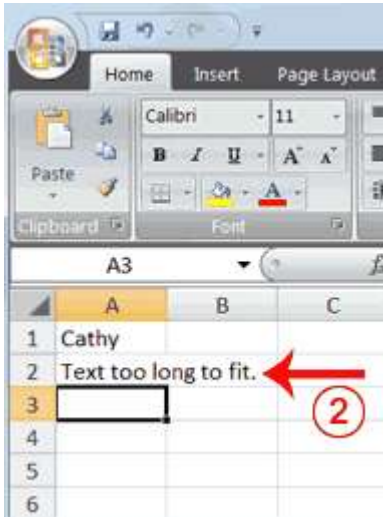 Home Insert Page Layout
Calibri 11
Paste B I U A A
A
Clipboard Font
A3
A B C
1 Cathy
2 Text too long to fit.
2
3
4
5
6